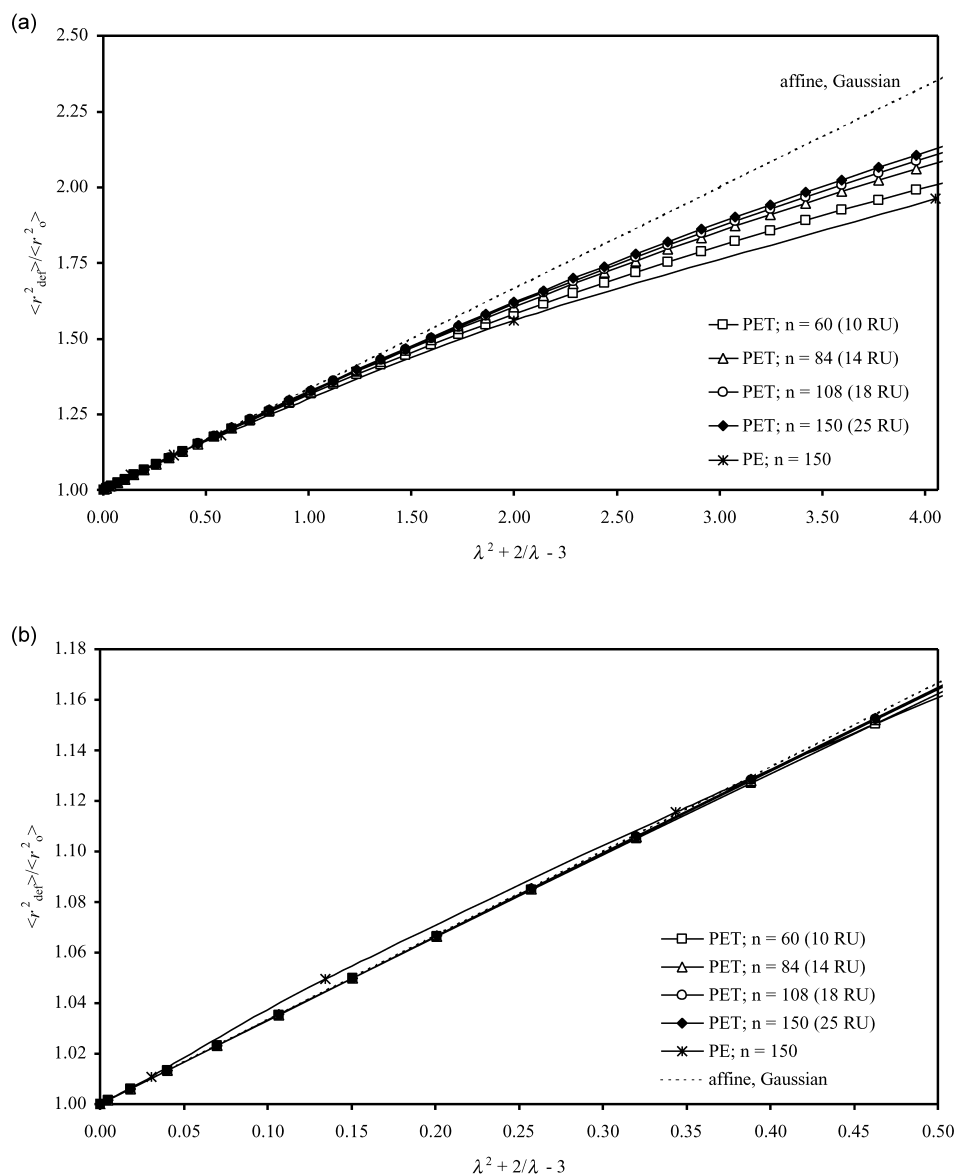 (a)
2.50
2.25
2.00
1.75
1.50
1.25
1.00
<r²def>/<r²o>
affine, Gaussian
PET; n = 60 (10 RU)
PET; n = 84 (14 RU)
PET; n = 108 (18 RU)
PET; n = 150 (25 RU)
PE; n = 150
0.00 0.50 1.00 1.50 2.00 2.50 3.00 3.50 4.00
λ² + 2/λ - 3
(b)
1.18
1.16
1.14
1.12
1.10
1.08
1.06
1.04
1.02
1.00
<r²def>/<r²o>
PET; n = 60 (10 RU)
PET; n = 84 (14 RU)
PET; n = 108 (18 RU)
PET; n = 150 (25 RU)
PE; n = 150
affine, Gaussian
0.00 0.05 0.10 0.15 0.20 0.25 0.30 0.35 0.40 0.45 0.50
λ² + 2/λ - 3